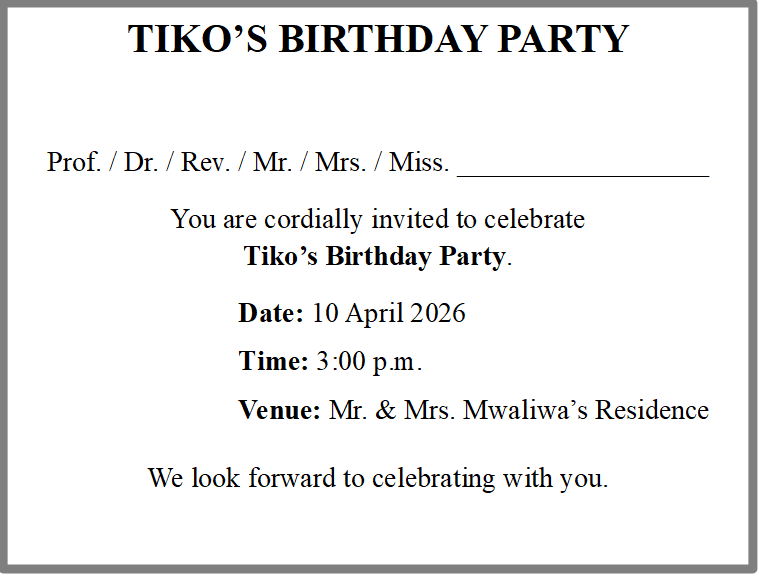 TIKO’S BIRTHDAY PARTY
Prof. / Dr. / Rev. / Mr. / Mrs. / Miss. __________________
You are cordially invited to celebrate
Tiko’s Birthday Party.
Date: 10 April 2026
Time: 3:00 p.m.
Venue: Mr. & Mrs. Mwaliwa’s Residence
We look forward to celebrating with you.